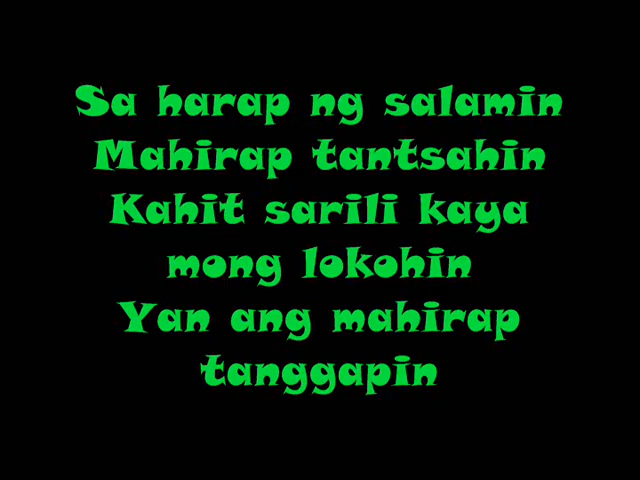 Sa harap ng salamin
Mahirap tantsahin
Kahit sarili kaya
mong lokohin
Yan ang mahirap
tanggapin